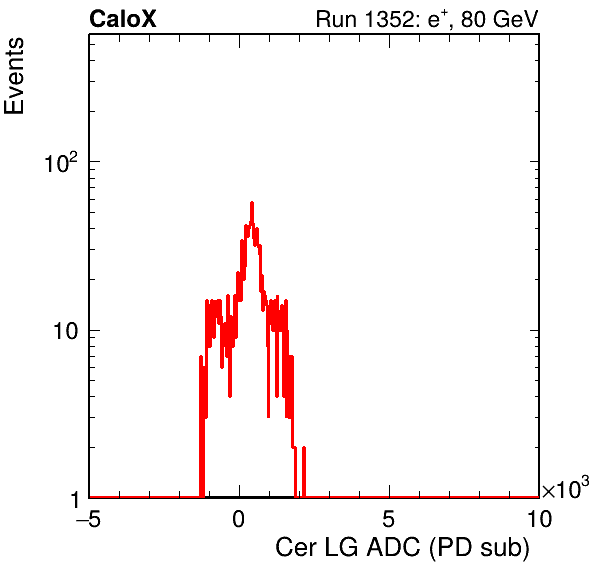 CaloX Run 1352: e⁺, 80 GeV
Events
10²
10
1
−5 0 5 10
×10³
Cer LG ADC (PD sub)